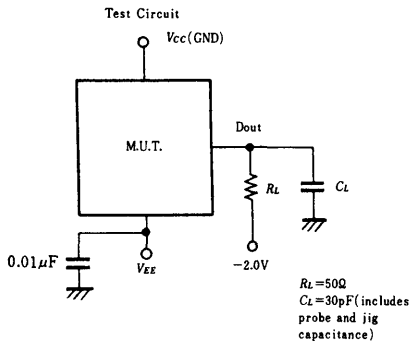 Test Circuit
Vcc(GND)
M.U.T.
Dout
RL
CL
0.01μF
VEE
−2.0V
RL=50Ω
CL=30pF(includes
probe and jig
capacitance)